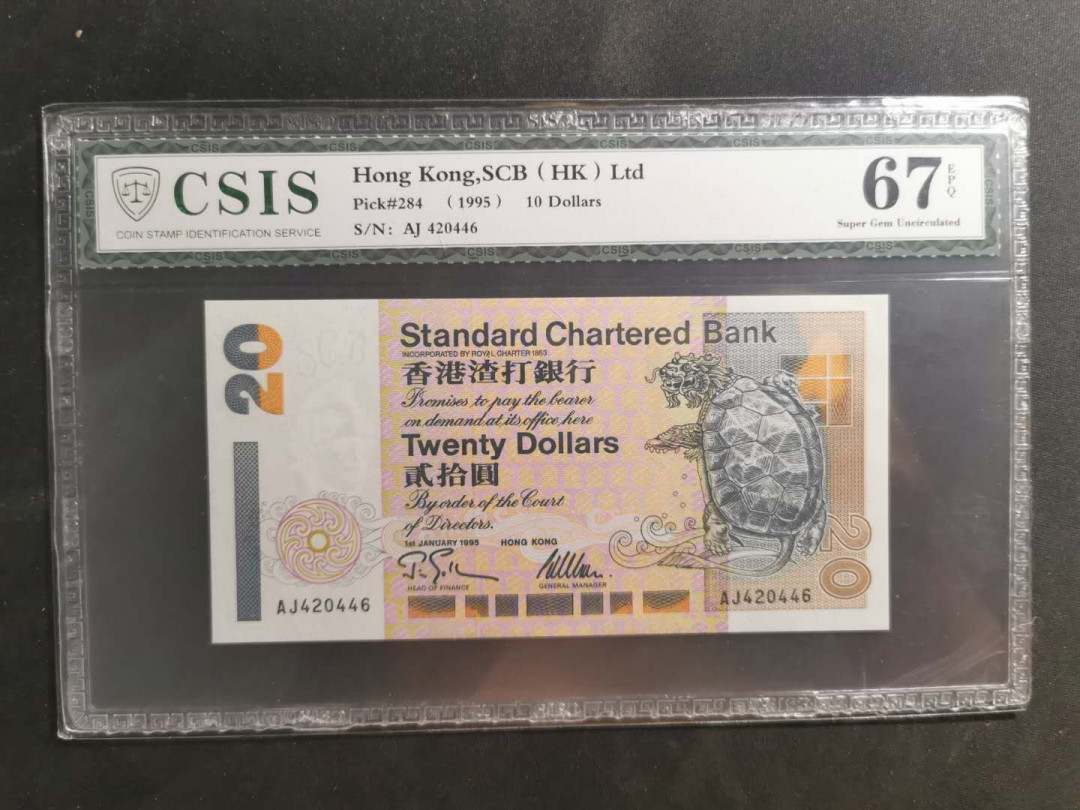 CSIS
COIN STAMP IDENTIFICATION SERVICE
Hong Kong,SCB ( HK ) Ltd
Pick#284 ( 1995 ) 10 Dollars
S/N: AJ 420446
67 EPQ
Super Gem Uncirculated
20
Standard Chartered Bank
INCORPORATED BY ROYAL CHARTER 1853
香港渣打銀行
Promises to pay the bearer
on demand at its office here
Twenty Dollars
貳拾圓
By order of the Court
of Directors.
1st JANUARY 1995 HONG KONG
HEAD OF FINANCE GENERAL MANAGER
AJ420446
AJ420446
20